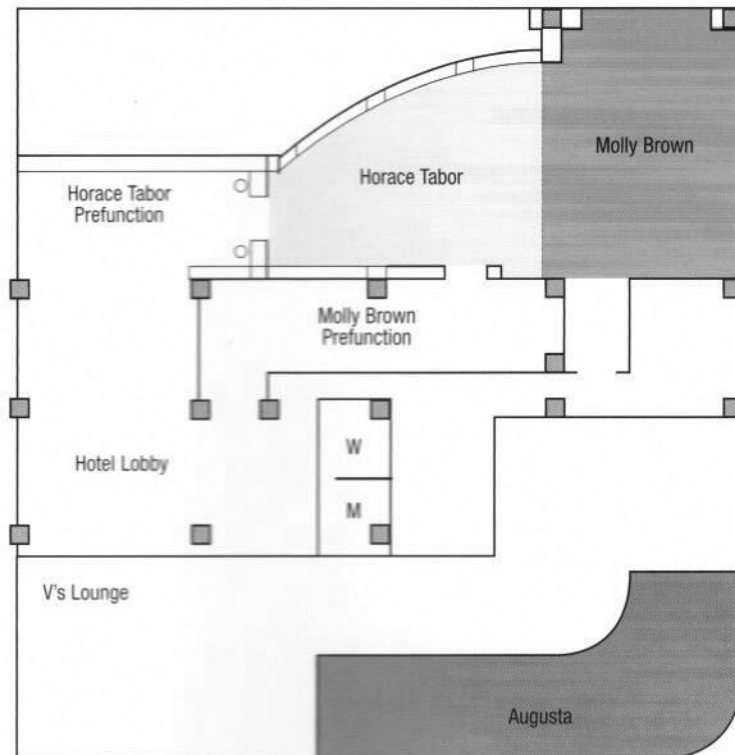 Molly Brown
Horace Tabor
Horace Tabor
Prefunction
Molly Brown
Prefunction
Hotel Lobby
W
M
V's Lounge
Augusta